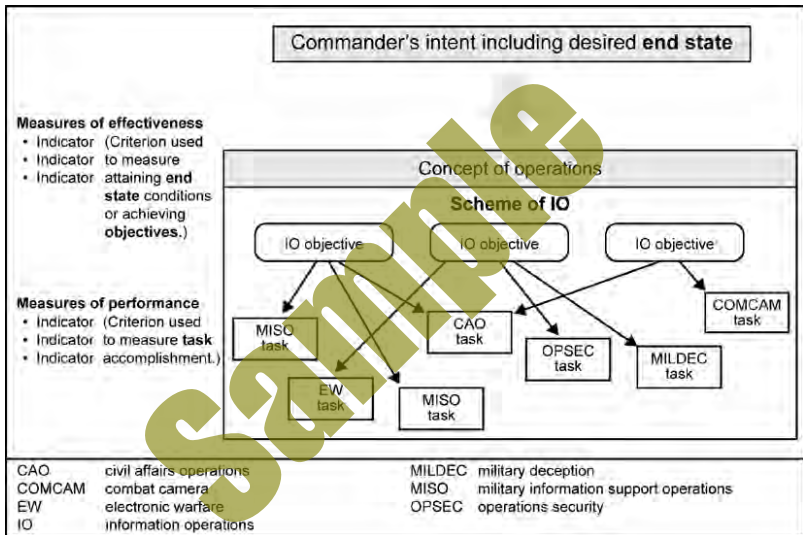 Commander's intent including desired end state
Measures of effectiveness
• Indicator (Criterion used
• Indicator to measure
• Indicator attaining end
state conditions
or achieving
objectives.)
Concept of operations
Scheme of IO
IO objective
IO objective
IO objective
Measures of performance
• Indicator (Criterion used
• Indicator to measure task
• Indicator accomplishment.)
MISO
task
CAO
task
COMCAM
task
OPSEC
task
MILDEC
task
EW
task
MISO
task
Sample
CAO civil affairs operations
COMCAM combat camera
EW electronic warfare
IO information operations
MILDEC military deception
MISO military information support operations
OPSEC operations security